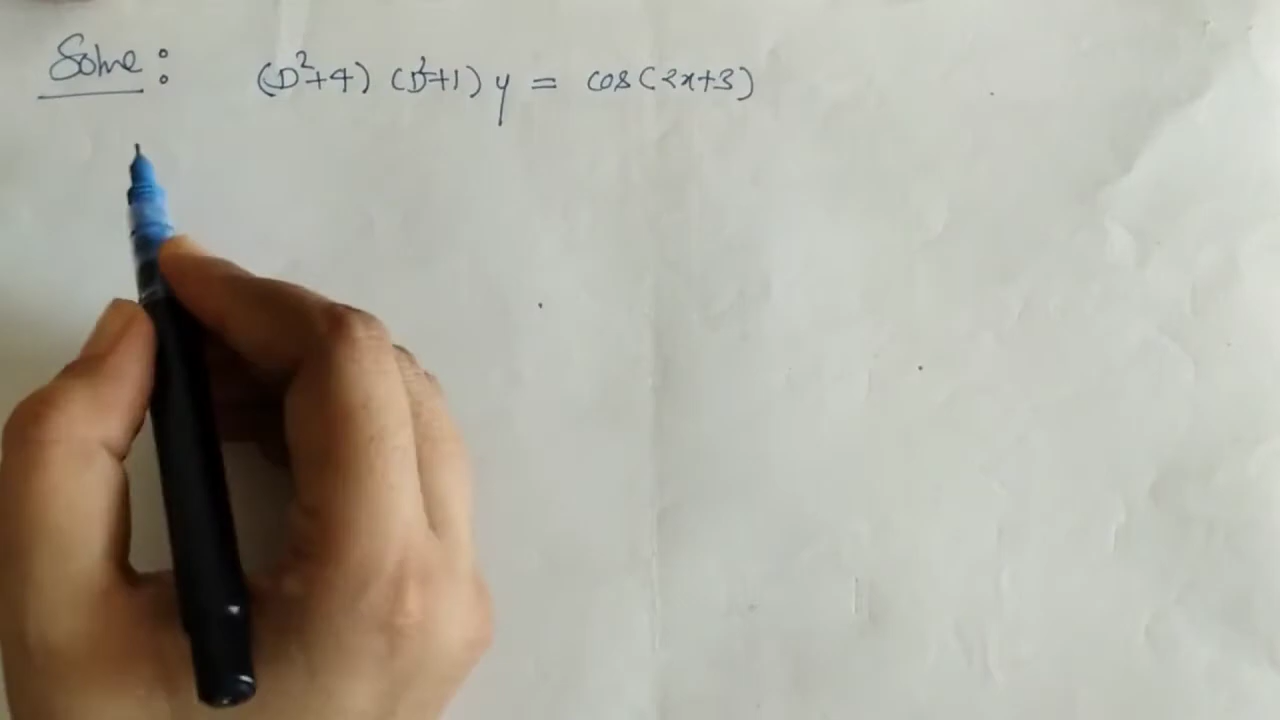 Solve : (D²+4) (D²+1) y = cos(2x+3)